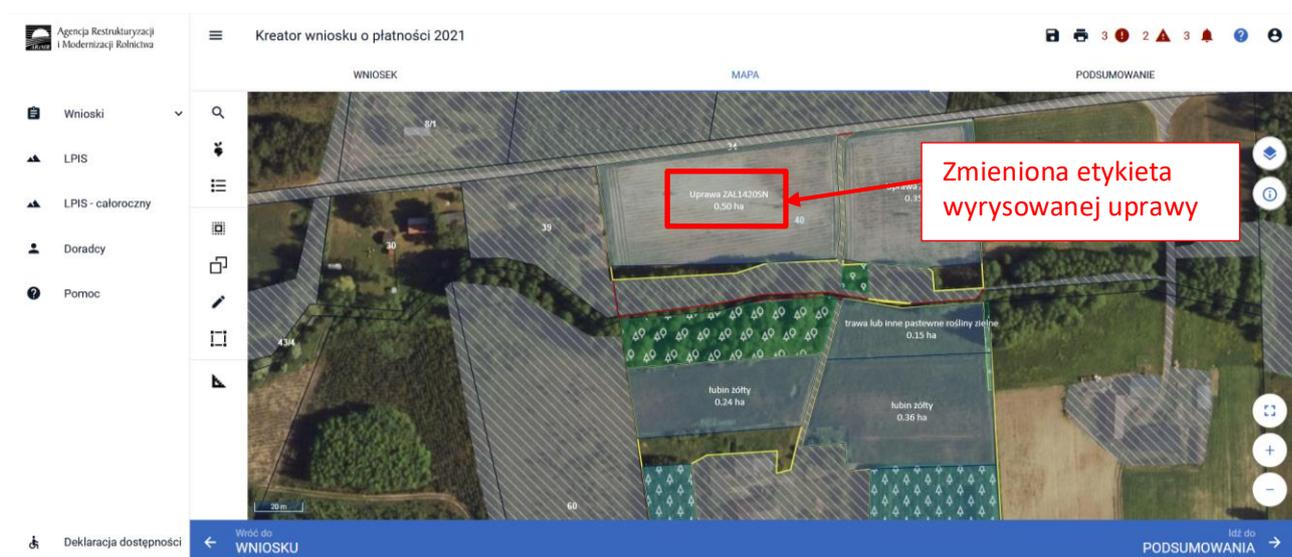 Agencja Restrukturyzacji
i Modernizacji Rolnictwa
Kreator wniosku o płatności 2021
3 2 3
WNIOSEK MAPA PODSUMOWANIE
Wnioski
LPIS
LPIS - całoroczny
Doradcy
Pomoc
Deklaracja dostępności
8/1
34
Uprawa ZAL1420SN
0.50 ha
40
39
30
43/4
60
Zmieniona etykieta
wyrysowanej uprawy
trawa lub inne pastewne rośliny zielne
0.15 ha
łubin żółty
0.24 ha
łubin żółty
0.36 ha
20 m
Wróć do
WNIOSKU
Idź do
PODSUMOWANIA